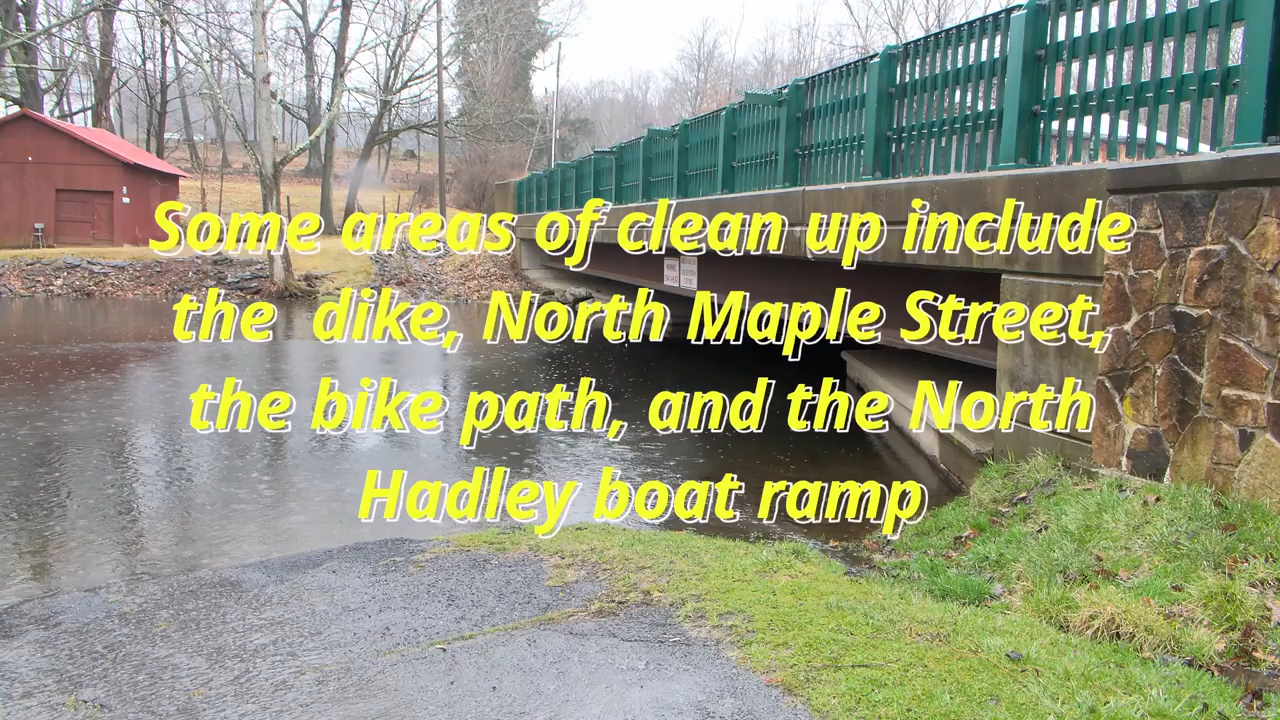 Some areas of clean up include
the dike, North Maple Street,
the bike path, and the North
Hadley boat ramp